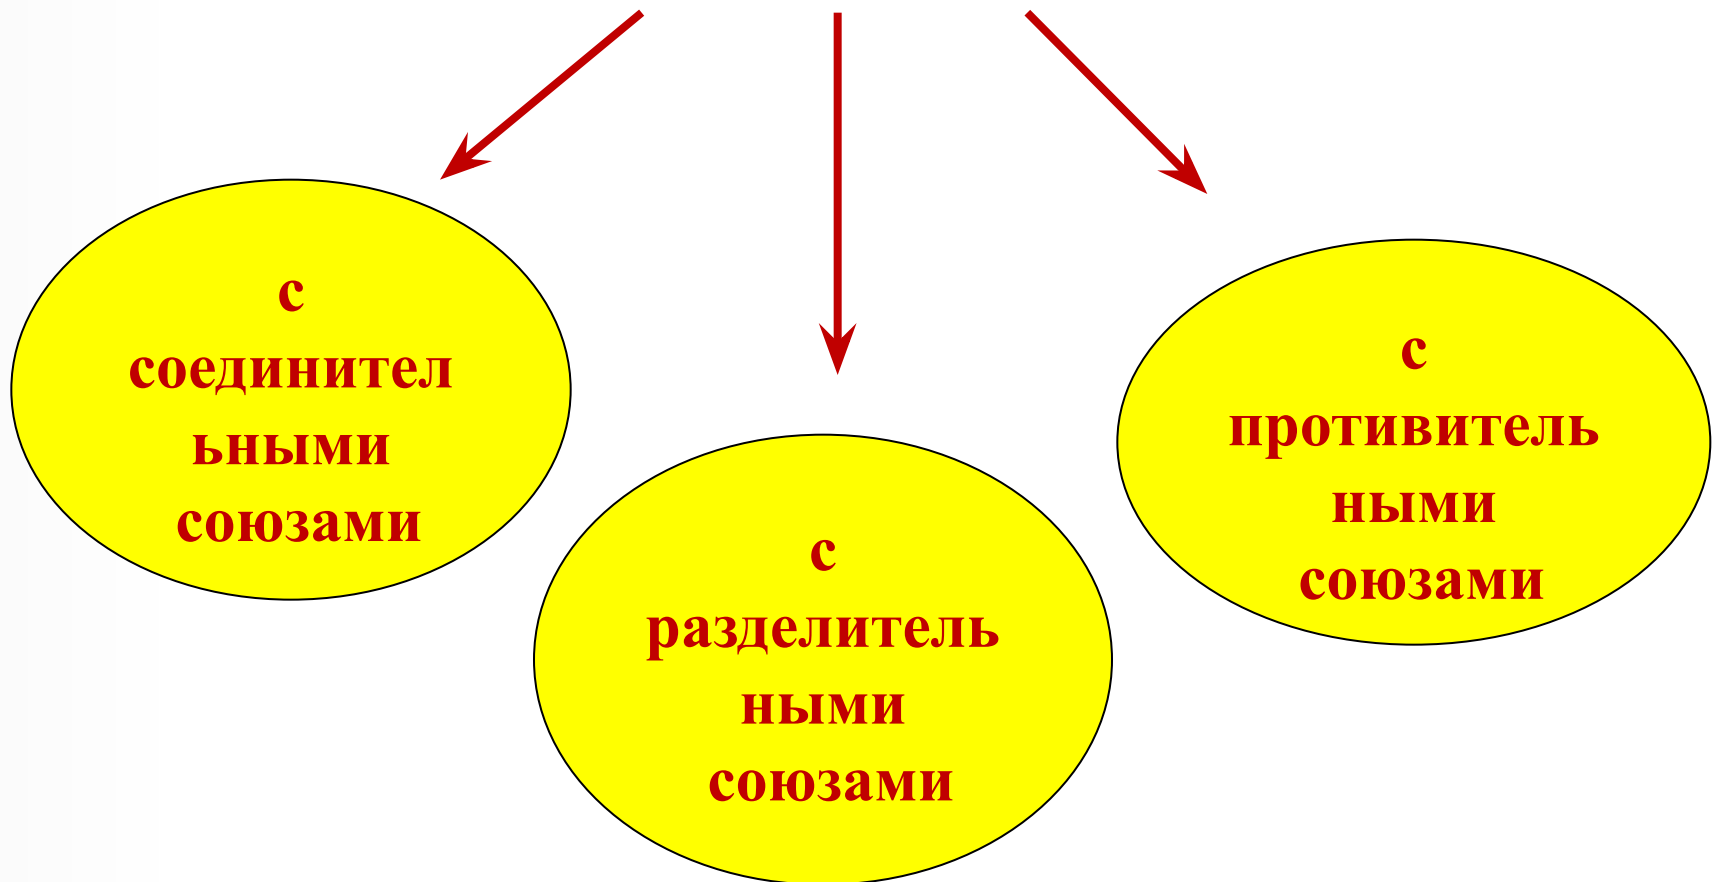 с
соединител
ьными
союзами
с
разделитель
ными
союзами
с
противитель
ными
союзами